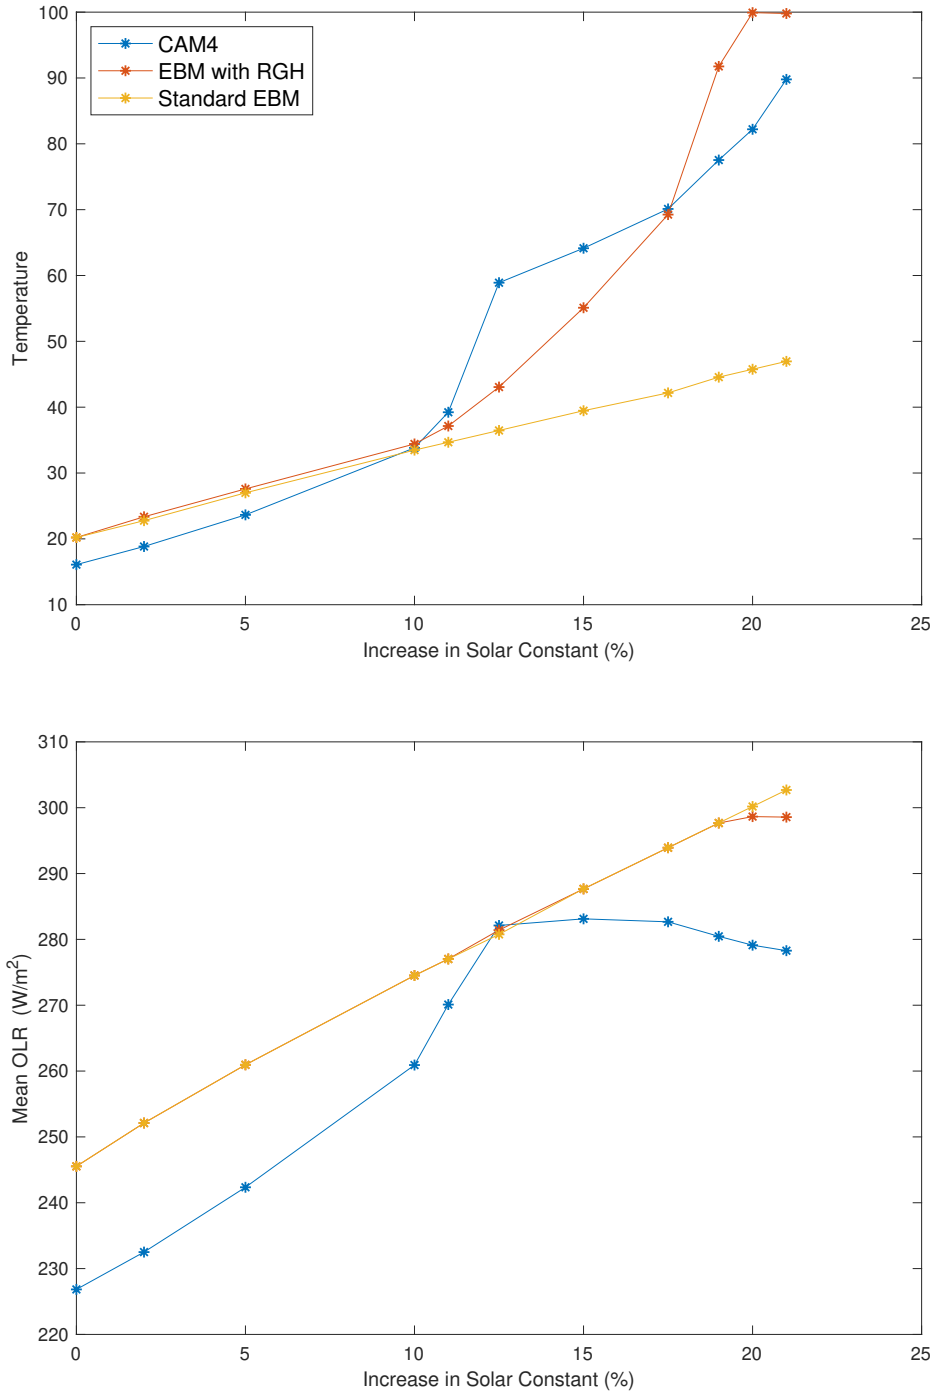 100
90
80
70
60
50
40
30
20
10
Temperature
CAM4
EBM with RGH
Standard EBM
0 5 10 15 20 25
Increase in Solar Constant (%)
310
300
290
280
270
260
250
240
230
220
Mean OLR (W/m²)
0 5 10 15 20 25
Increase in Solar Constant (%)